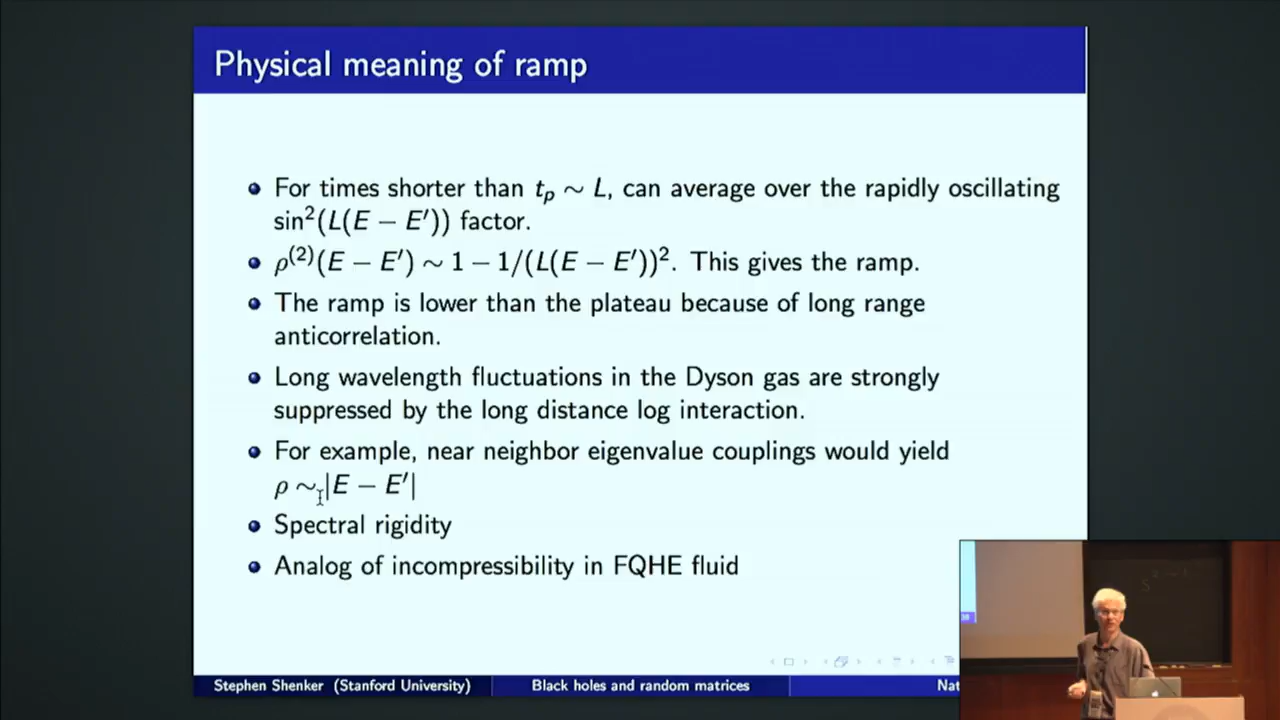 Physical meaning of ramp
For times shorter than tₚ ∼ L, can average over the rapidly oscillating
sin²(L(E − E′)) factor.
ρ⁽²⁾(E − E′) ∼ 1 − 1/(L(E − E′))². This gives the ramp.
The ramp is lower than the plateau because of long range
anticorrelation.
Long wavelength fluctuations in the Dyson gas are strongly
suppressed by the long distance log interaction.
For example, near neighbor eigenvalue couplings would yield
ρ ∼ |E − E′|
Spectral rigidity
Analog of incompressibility in FQHE fluid
Stephen Shenker (Stanford University)
Black holes and random matrices